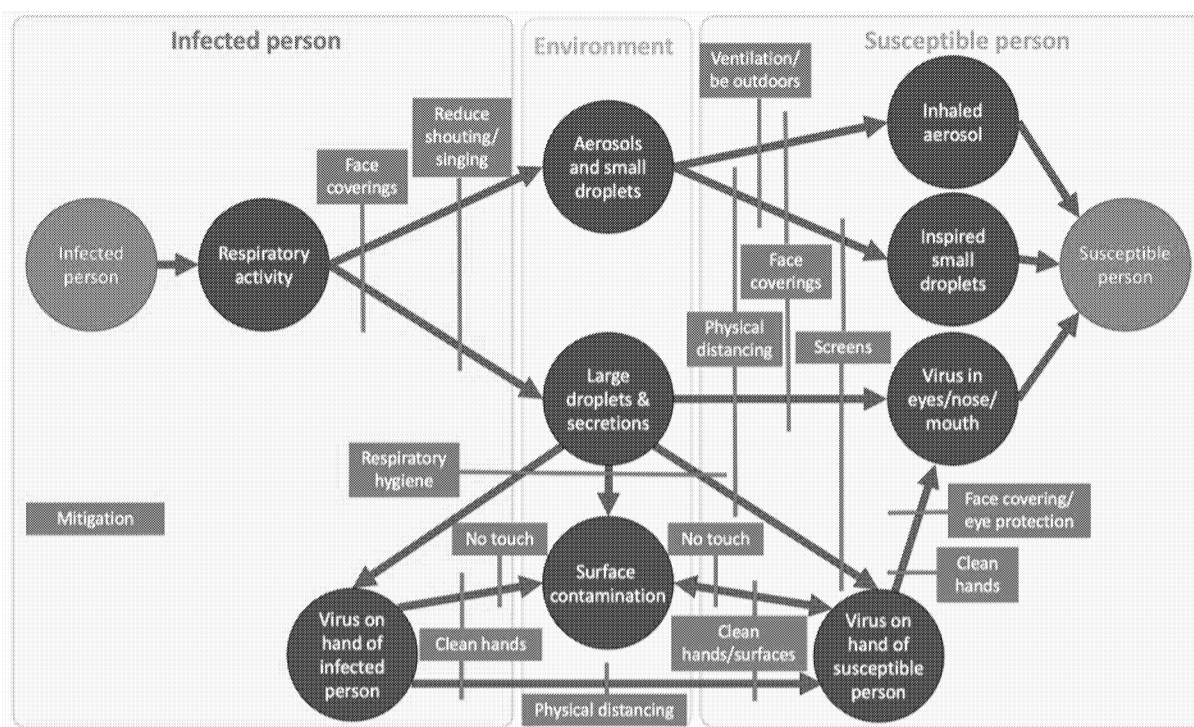 Infected person
Environment
Susceptible person
Ventilation/
be outdoors
Reduce
shouting/
singing
Face
coverings
Aerosols
and small
droplets
Inhaled
aerosol
Infected
person
Respiratory
activity
Face
coverings
Inspired
small
droplets
Susceptible
person
Physical
distancing
Screens
Large
droplets &
secretions
Virus in
eyes/nose/
mouth
Respiratory
hygiene
Mitigation
Face covering/
eye protection
No touch
No touch
Surface
contamination
Clean
hands
Virus on
hand of
infected
person
Clean hands
Clean
hands/surfaces
Virus on
hand of
susceptible
person
Physical distancing